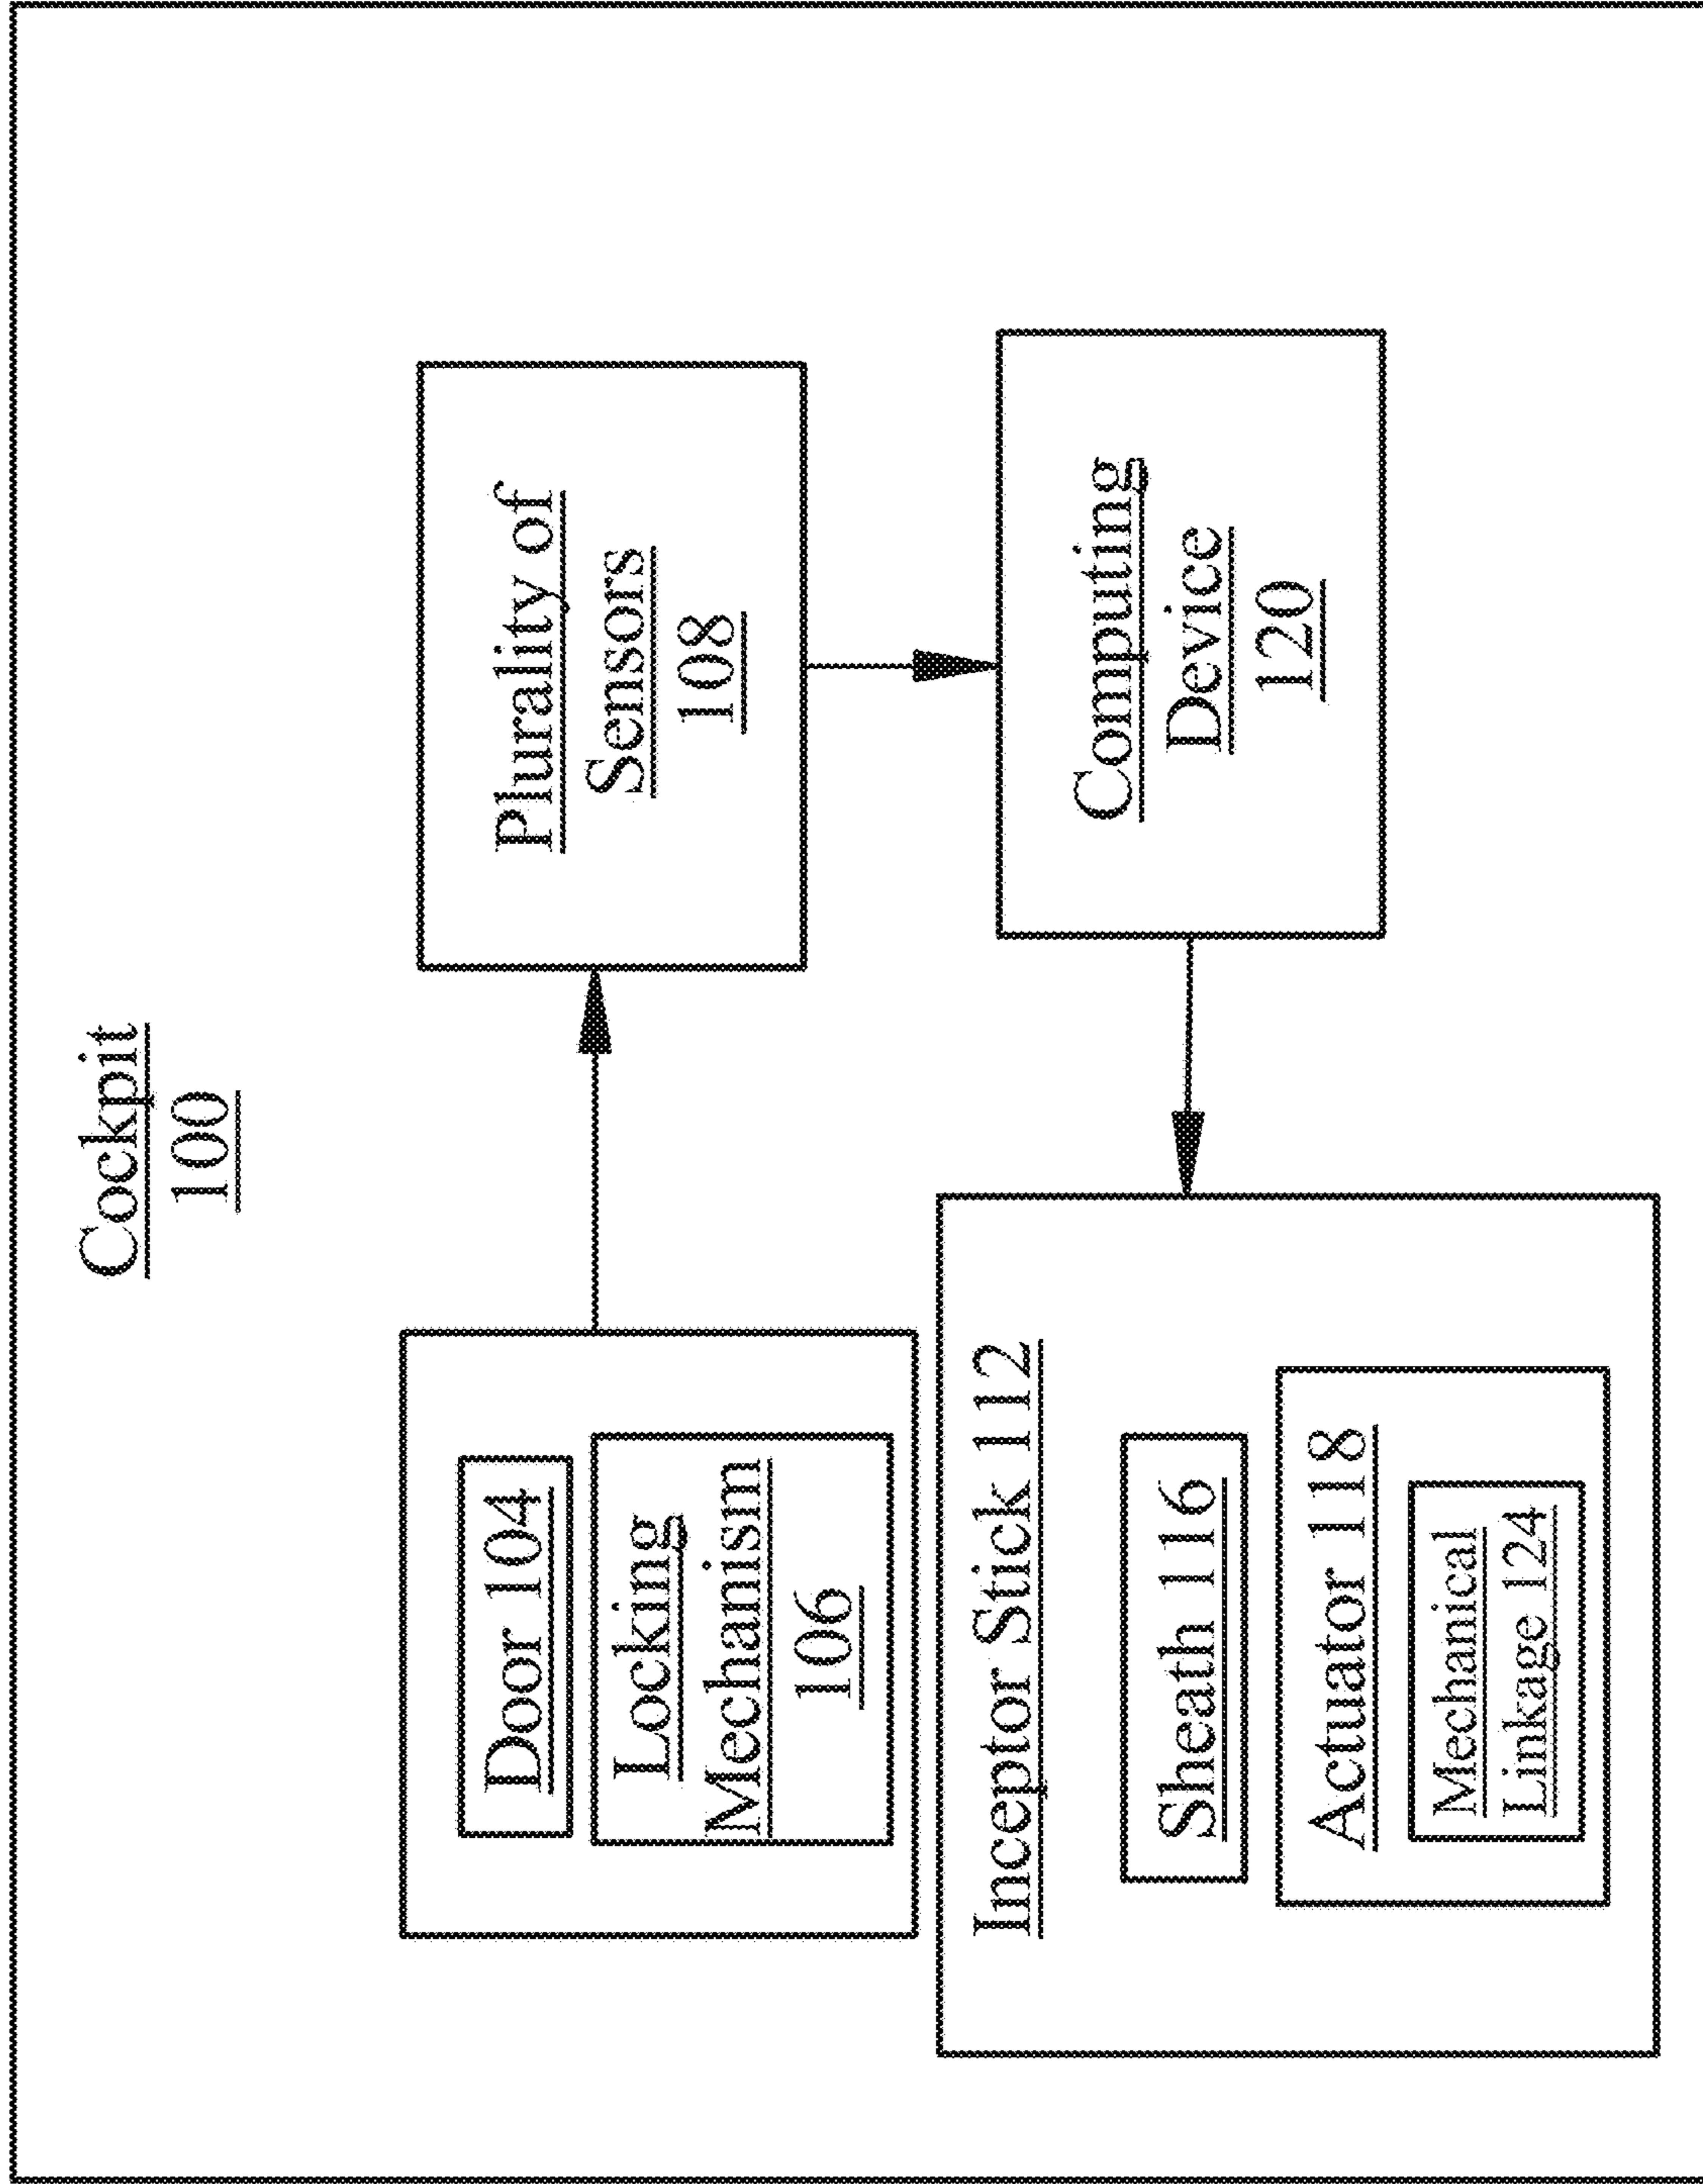 Cockpit
100
Door 104
Locking
Mechanism
106
Plurality of
Sensors
108
Inceptor Stick 112
Sheath 116
Actuator 118
Mechanical
Linkage 124
Computing
Device
120